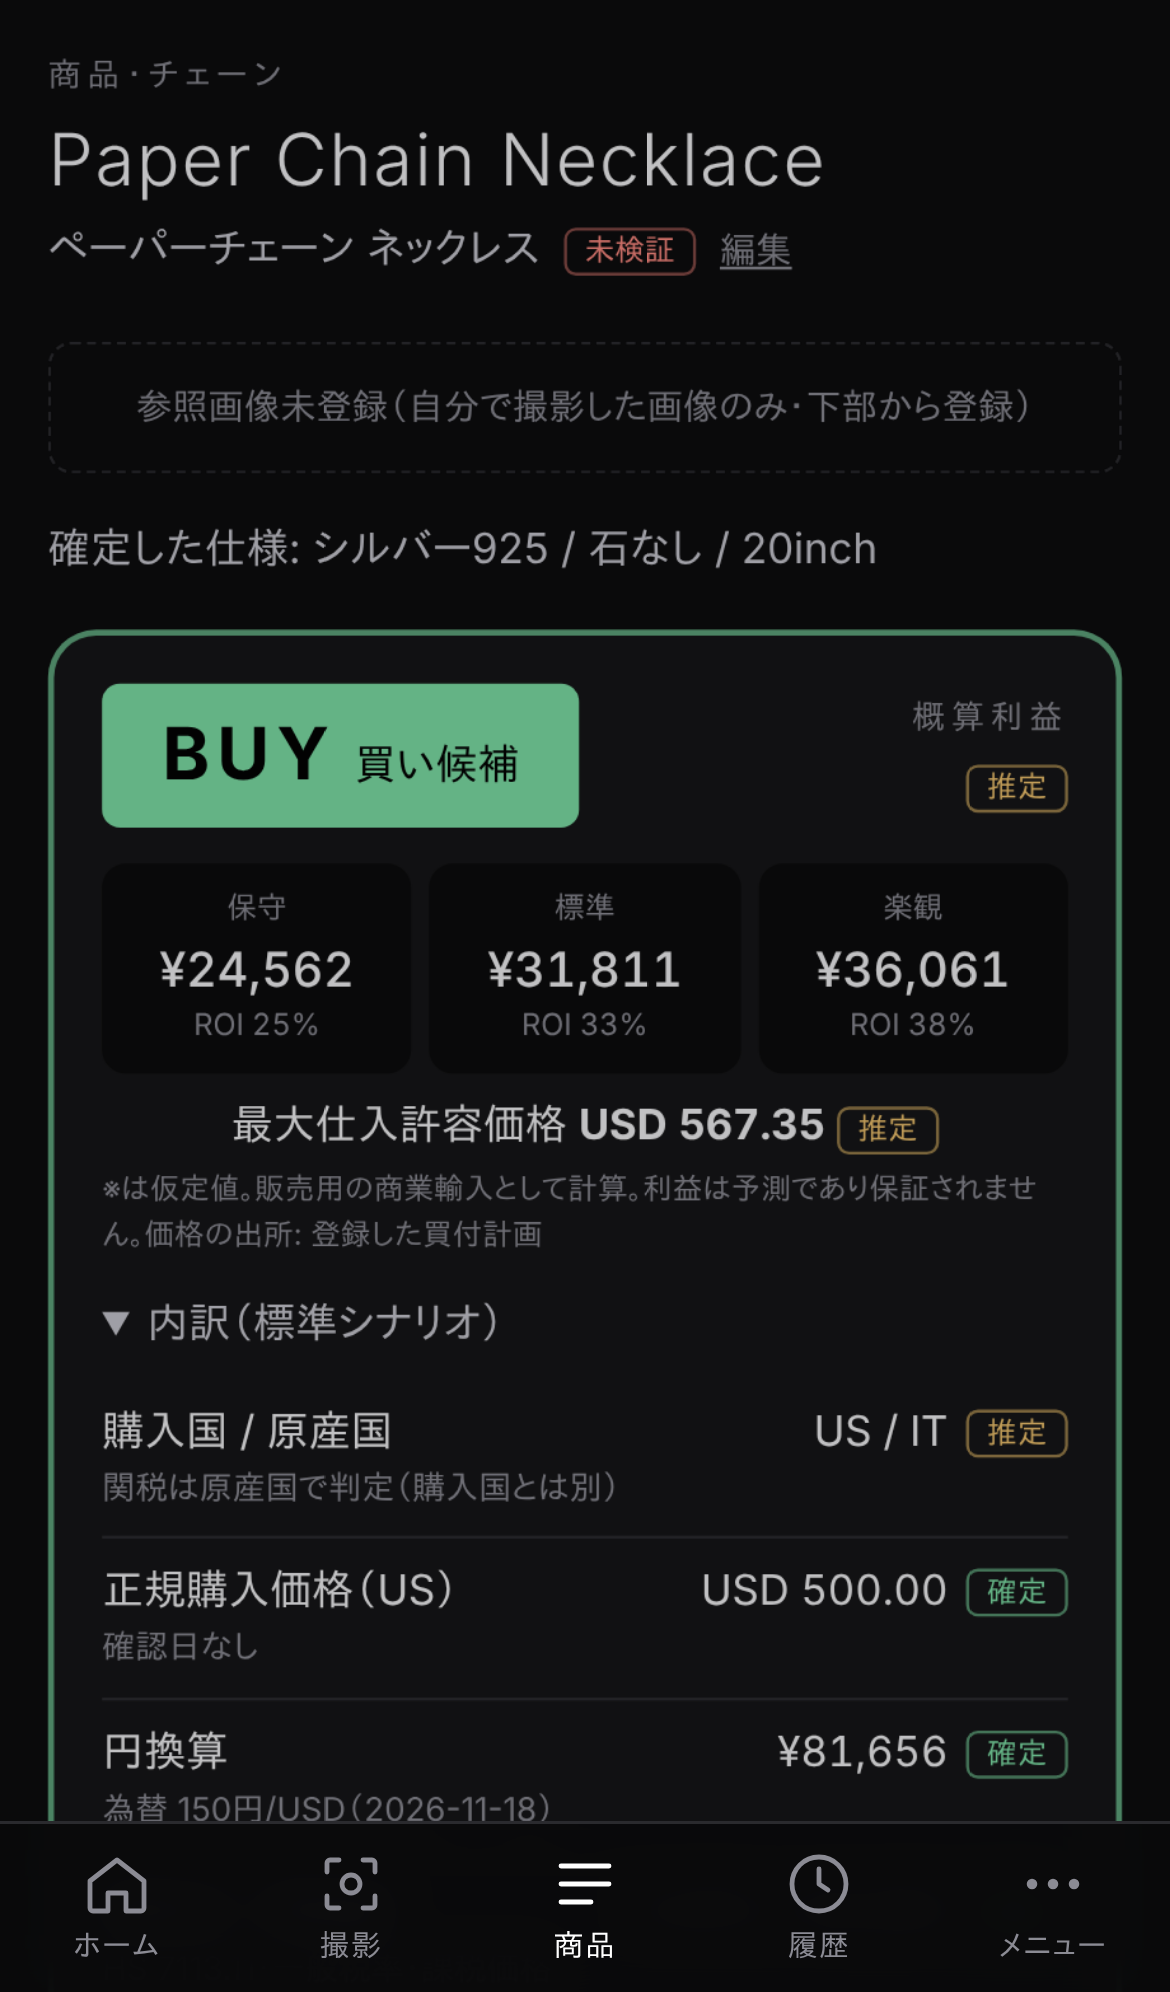 商品・チェーン
Paper Chain Necklace
ペーパーチェーン ネックレス 未検証 編集
参照画像未登録（自分で撮影した画像のみ・下部から登録）
確定した仕様: シルバー925 / 石なし / 20inch
BUY 買い候補
概算利益
推定
保守 標準 楽観
¥24,562 ¥31,811 ¥36,061
ROI 25% ROI 33% ROI 38%
最大仕入許容価格 USD 567.35 推定
※は仮定値。販売用の商業輸入として計算。利益は予測であり保証されませ
ん。価格の出所: 登録した買付計画
▼ 内訳（標準シナリオ）
購入国 / 原産国 US / IT 推定
関税は原産国で判定（購入国とは別）
正規購入価格（US） USD 500.00 確定
確認日なし
円換算 ¥81,656 確定
為替 150円/USD（2026-11-18）
ホーム 撮影 商品 履歴 メニュー